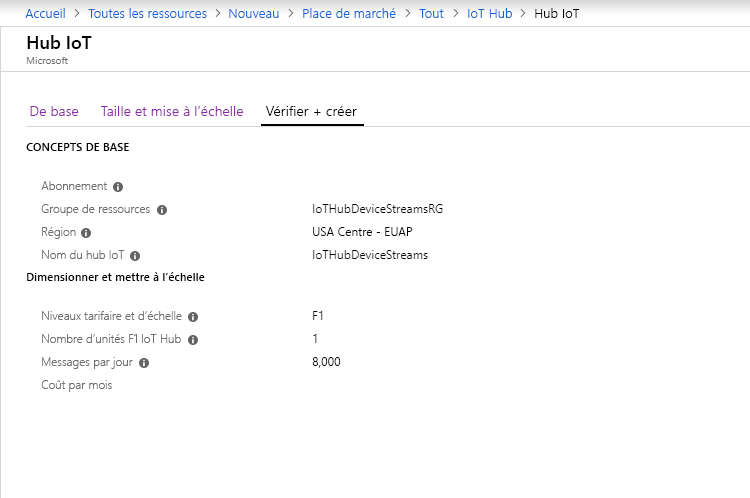 Accueil > Toutes les ressources > Nouveau > Place de marché > Tout > IoT Hub > Hub IoT
Hub IoT
Microsoft
De base Taille et mise à l'échelle Vérifier + créer
CONCEPTS DE BASE
Abonnement
Groupe de ressources IoTHubDeviceStreamsRG
Région USA Centre - EUAP
Nom du hub IoT IoTHubDeviceStreams
Dimensionner et mettre à l'échelle
Niveaux tarifaire et d'échelle F1
Nombre d'unités F1 IoT Hub 1
Messages par jour 8,000
Coût par mois